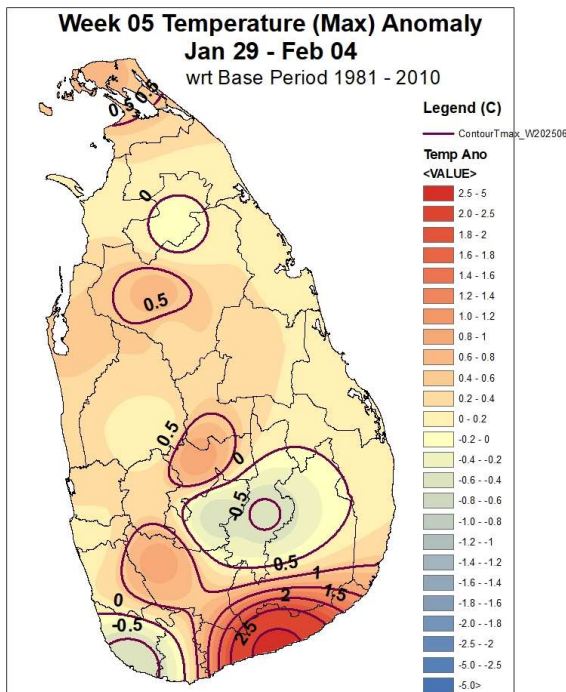 Week 05 Temperature (Max) Anomaly
Jan 29 - Feb 04
wrt Base Period 1981 - 2010
Legend (C)
ContourTmax_W202506
Temp Ano
<VALUE>
2.5 - 5
2.0 - 2.5
1.8 - 2
1.6 - 1.8
1.4 - 1.6
1.2 - 1.4
1.0 - 1.2
0.8 - 1
0.6 - 0.8
0.4 - 0.6
0.2 - 0.4
0 - 0.2
-0.2 - 0
-0.4 - -0.2
-0.6 - -0.4
-0.8 - -0.6
-1.0 - -0.8
-1.2 - -1
-1.4 - -1.2
-1.6 - -1.4
-1.8 - -1.6
-2.0 - -1.8
-2.5 - -2
-5.0 - -2.5
-5.0>
0.5
0.5
0
0.5
0.5
0
-0.5
0.5
1
1.5
2
2.5
0
-0.5